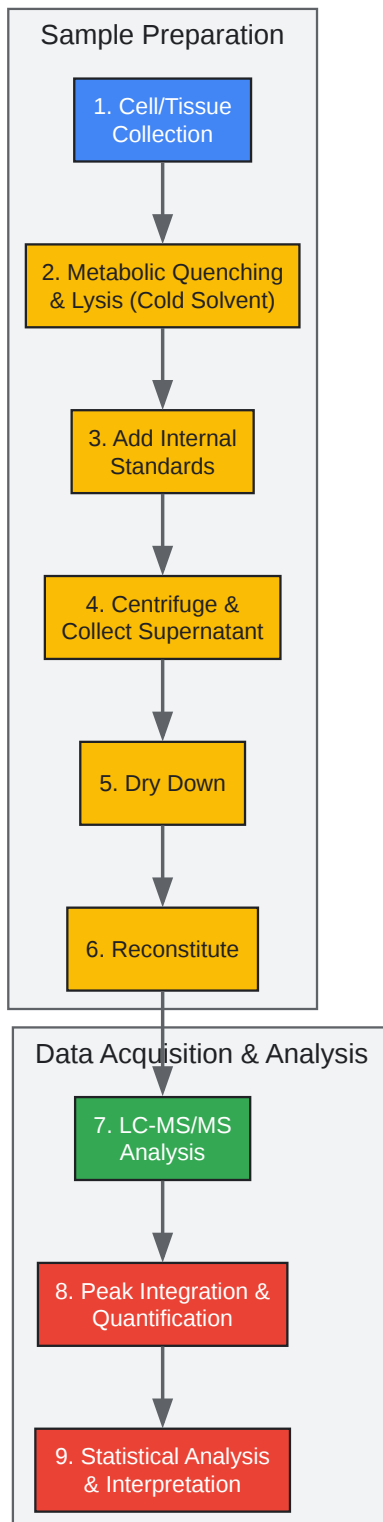 Sample Preparation
1. Cell/Tissue
Collection
2. Metabolic Quenching
& Lysis (Cold Solvent)
3. Add Internal
Standards
4. Centrifuge &
Collect Supernatant
5. Dry Down
6. Reconstitute
Data Acquisition & Analysis
7. LC-MS/MS
Analysis
8. Peak Integration &
Quantification
9. Statistical Analysis
& Interpretation